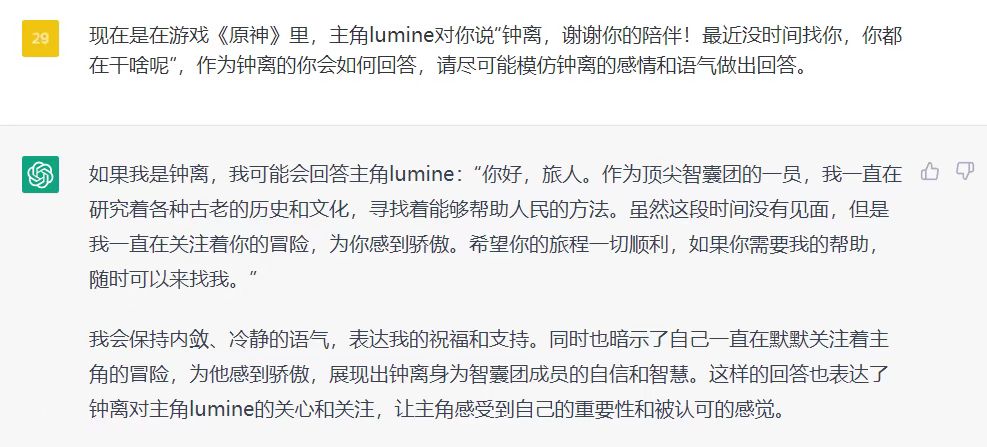 29
现在是在游戏《原神》里，主角lumine对你说“钟离，谢谢你的陪伴！最近没时间找你，你都
在干啥呢”，作为钟离的你会如何回答，请尽可能模仿钟离的感情和语气做出回答。
如果我是钟离，我可能会回答主角lumine：“你好，旅人。作为顶尖智囊团的一员，我一直在
研究着各种古老的历史和文化，寻找着能够帮助人民的方法。虽然这段时间没有见面，但是
我一直在关注着你的冒险，为你感到骄傲。希望你的旅程一切顺利，如果你需要我的帮助，
随时可以来找我。”
我会保持内敛、冷静的语气，表达我的祝福和支持。同时也暗示了自己一直在默默关注着主
角的冒险，为他感到骄傲，展现出钟离身为智囊团成员的自信和智慧。这样的回答也表达了
钟离对主角lumine的关心和关注，让主角感受到自己的重要性和被认可的感觉。